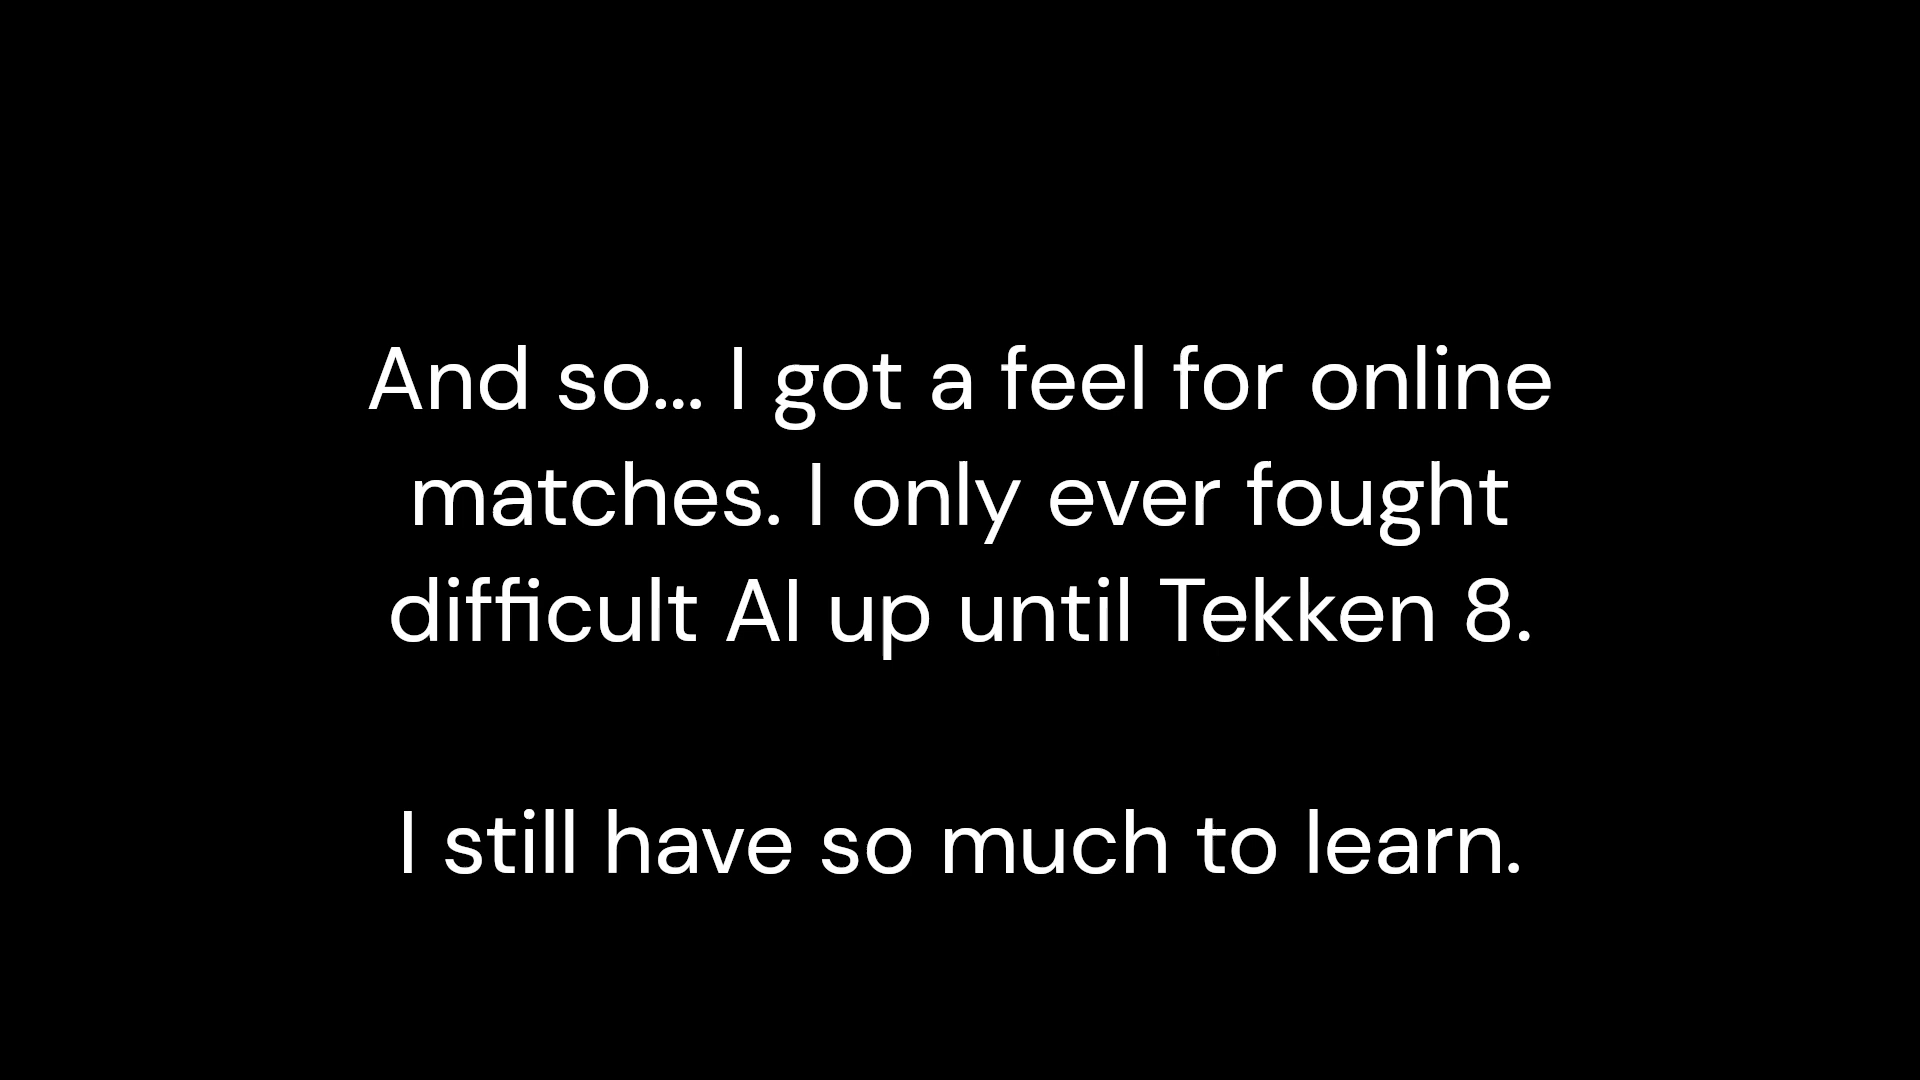 And so... I got a feel for online
matches. I only ever fought
difficult AI up until Tekken 8.
I still have so much to learn.